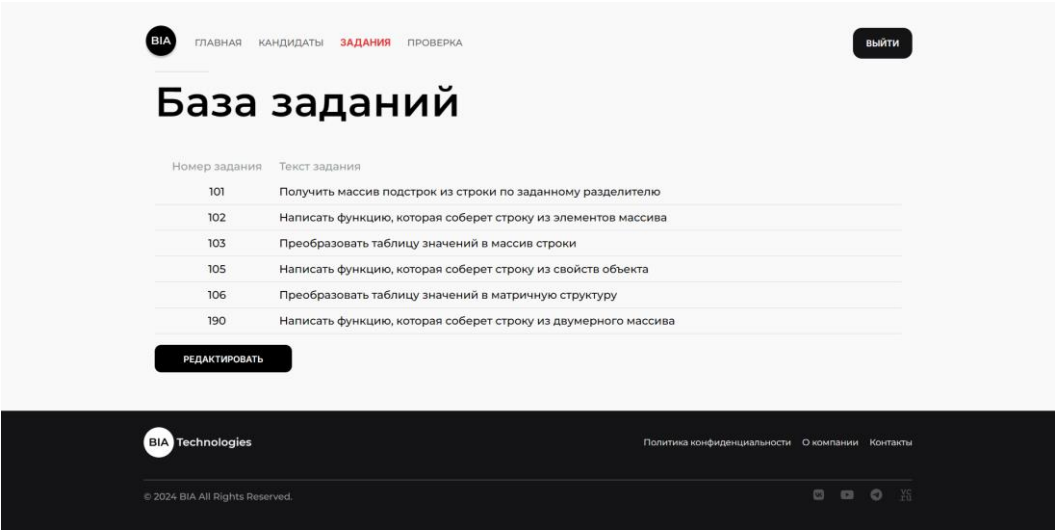 BIA ГЛАВНАЯ КАНДИДАТЫ ЗАДАНИЯ ПРОВЕРКА ВЫЙТИ
База заданий
Номер задания Текст задания
101 Получить массив подстрок из строки по заданному разделителю
102 Написать функцию, которая соберет строку из элементов массива
103 Преобразовать таблицу значений в массив строки
105 Написать функцию, которая соберет строку из свойств объекта
106 Преобразовать таблицу значений в матричную структуру
190 Написать функцию, которая соберет строку из двумерного массива
РЕДАКТИРОВАТЬ
BIA Technologies Политика конфиденциальности О компании Контакты
© 2024 BIA All Rights Reserved.